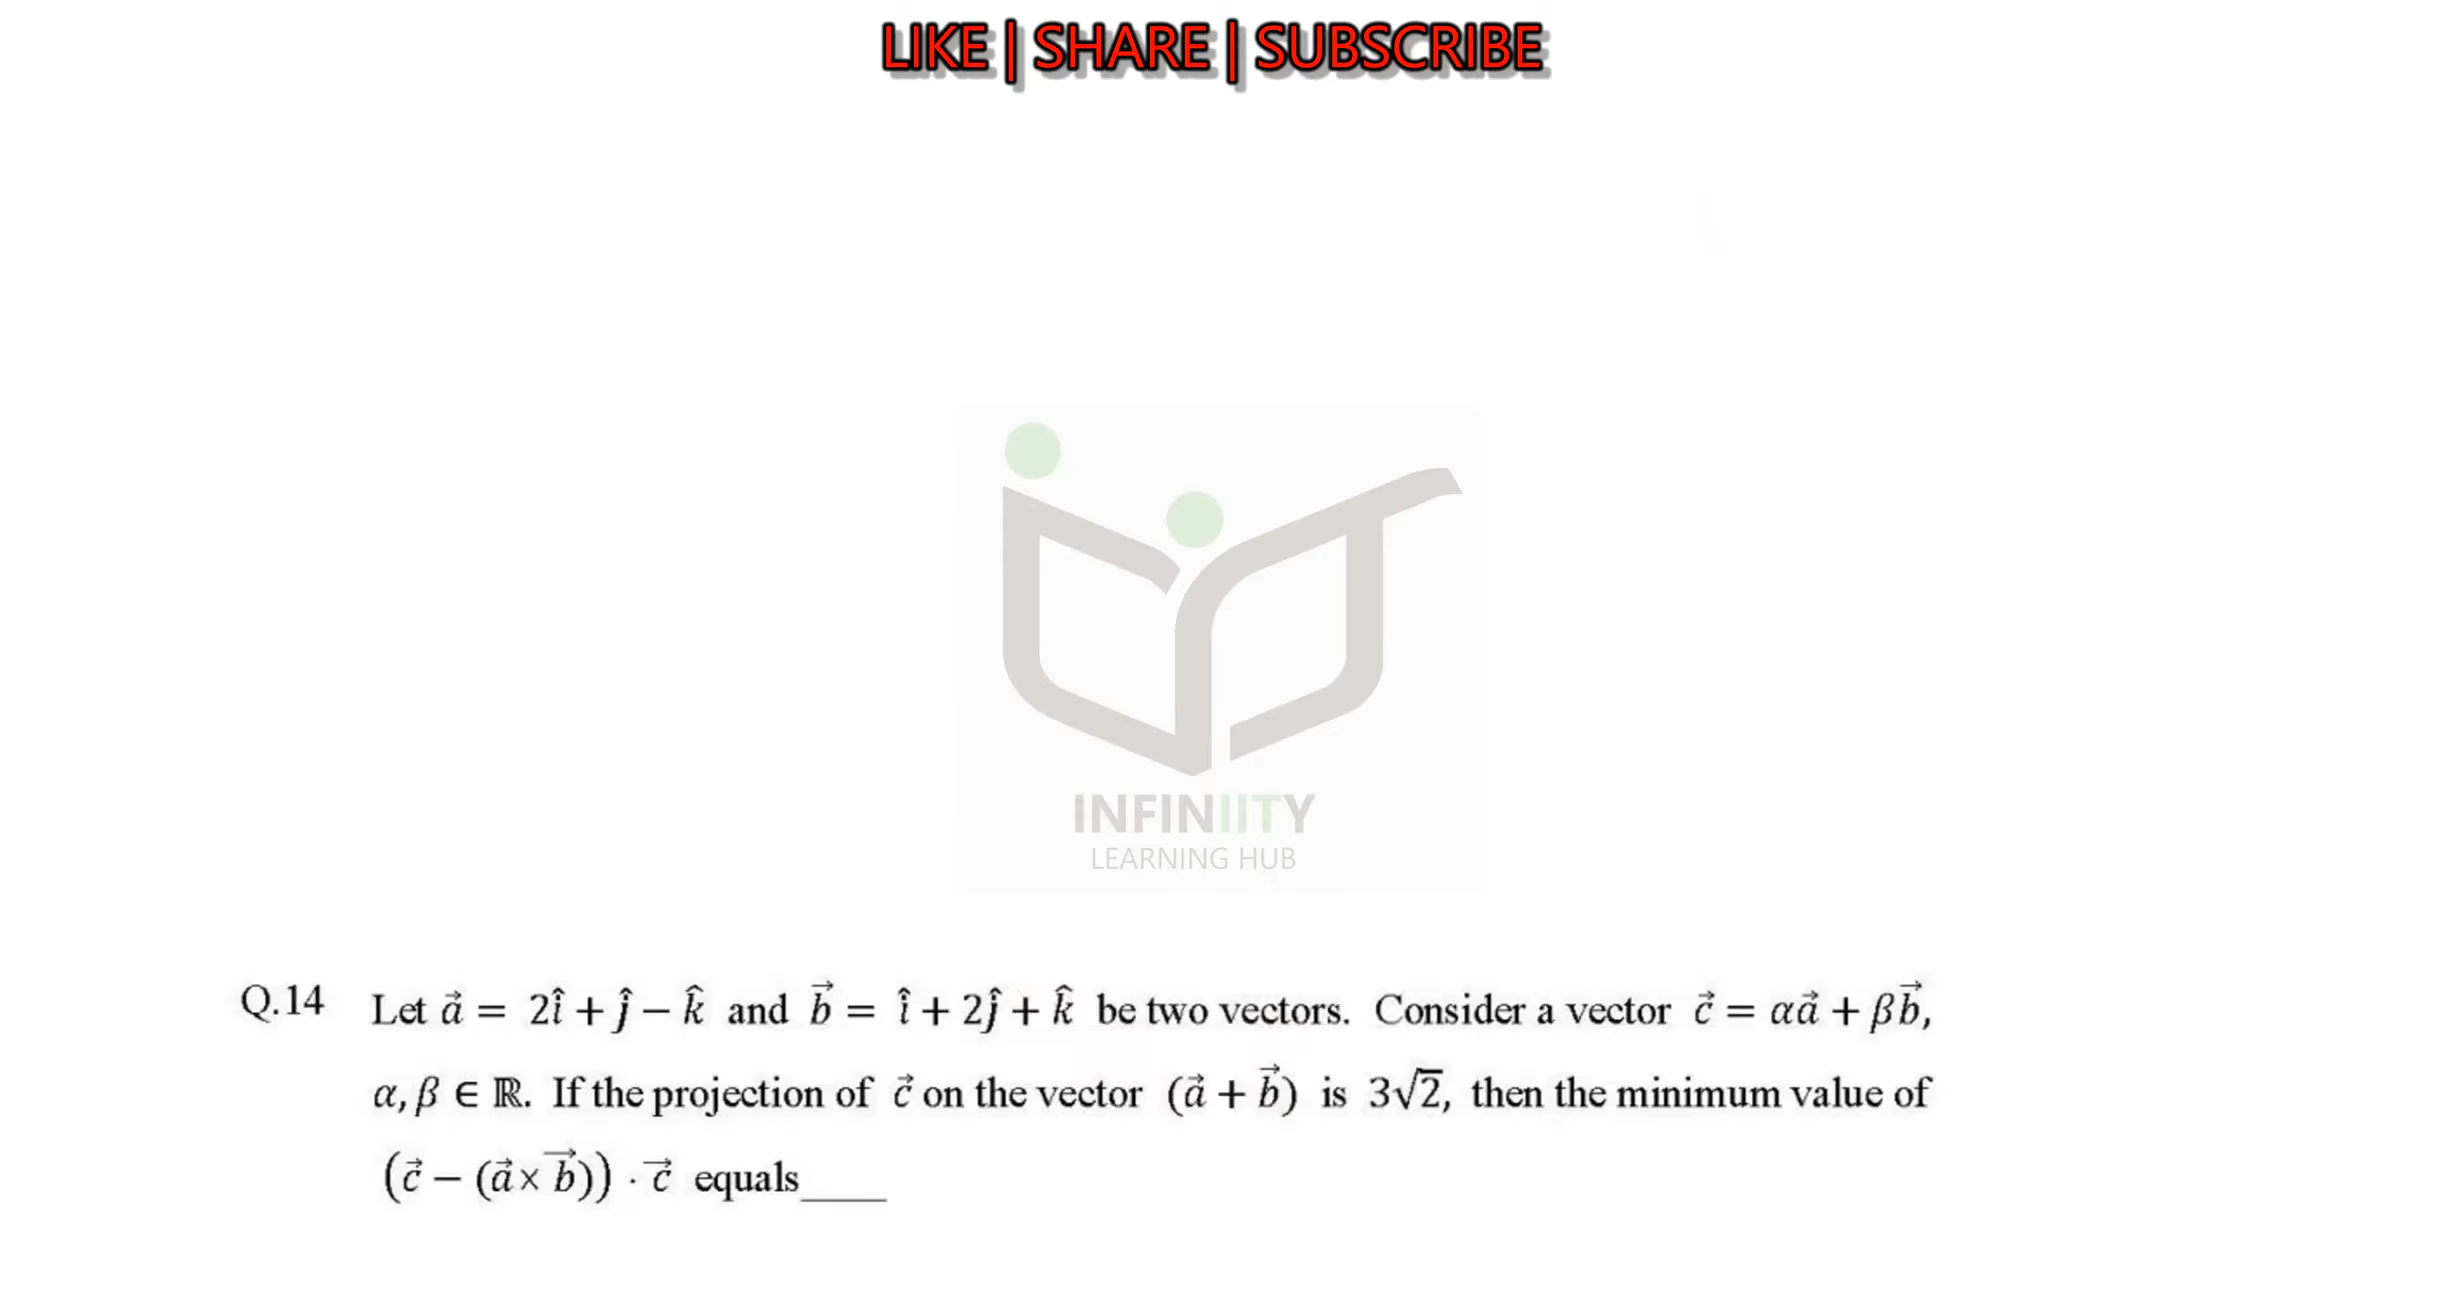 LIKE | SHARE | SUBSCRIBE
INFINIITY
LEARNING HUB
Q.14 Let a⃗ = 2î + ĵ − k̂ and b⃗ = î + 2ĵ + k̂ be two vectors. Consider a vector c⃗ = αa⃗ + βb⃗,
α, β ∈ ℝ. If the projection of c⃗ on the vector (a⃗ + b⃗) is 3√2, then the minimum value of
(c⃗ − (a⃗ × b⃗)) · c⃗ equals____